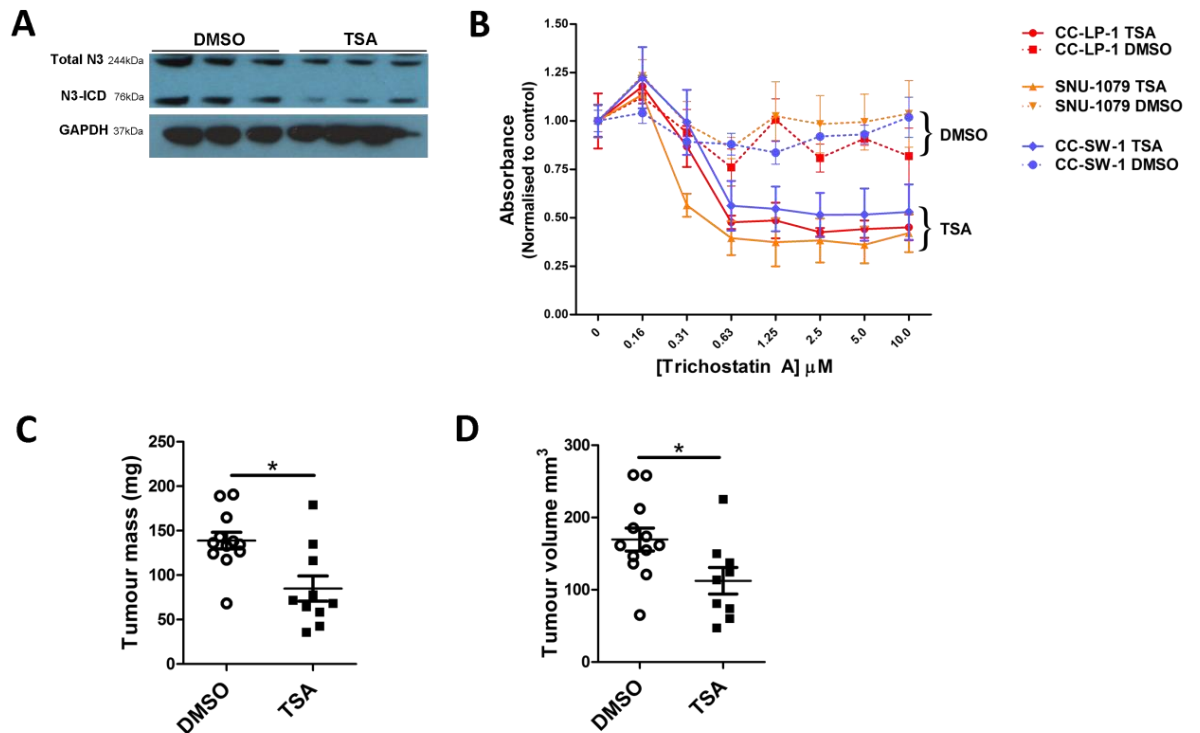 A
DMSO TSA
Total N3 244kDa
N3-ICD 76kDa
GAPDH 37kDa
B
Absorbance
(Normalised to control)
1.50
1.25
1.00
0.75
0.50
0.25
0.00
0 0.16 0.31 0.63 1.25 2.5 5.0 10.0
[Trichostatin A] µM
DMSO
TSA
CC-LP-1 TSA
CC-LP-1 DMSO
SNU-1079 TSA
SNU-1079 DMSO
CC-SW-1 TSA
CC-SW-1 DMSO
C
Tumour mass (mg)
250
200
150
100
50
0
*
DMSO TSA
D
Tumour volume mm³
300
200
100
0
*
DMSO TSA